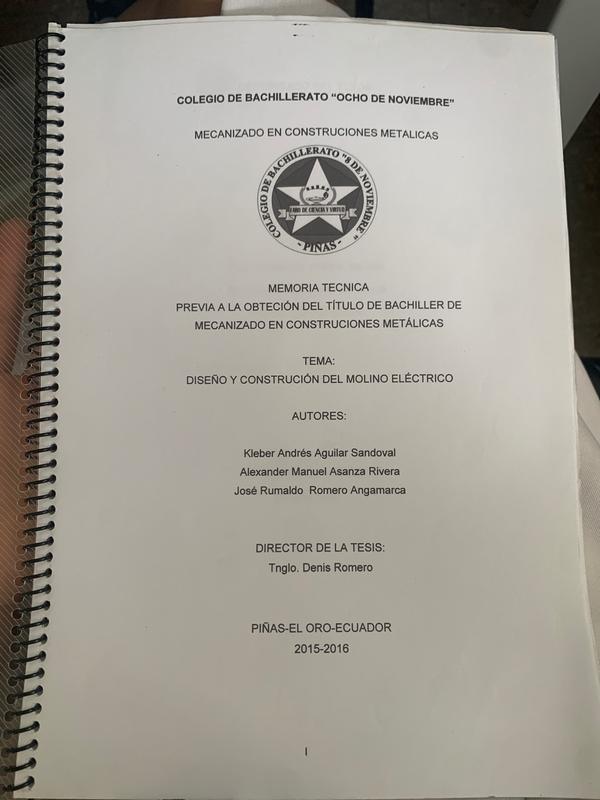 COLEGIO DE BACHILLERATO “OCHO DE NOVIEMBRE”
MECANIZADO EN CONSTRUCIONES METALICAS
COLEGIO DE BACHILLERATO "8 DE NOVIEMBRE"
FARO DE CIENCIA Y VIRTUD
- PIÑAS -
MEMORIA TECNICA
PREVIA A LA OBTECIÓN DEL TÍTULO DE BACHILLER DE
MECANIZADO EN CONSTRUCIONES METÁLICAS
TEMA:
DISEÑO Y CONSTRUCIÓN DEL MOLINO ELÉCTRICO
AUTORES:
Kleber Andrés Aguilar Sandoval
Alexander Manuel Asanza Rivera
José Rumaldo Romero Angamarca
DIRECTOR DE LA TESIS:
Tnglo. Denis Romero
PIÑAS-EL ORO-ECUADOR
2015-2016
I